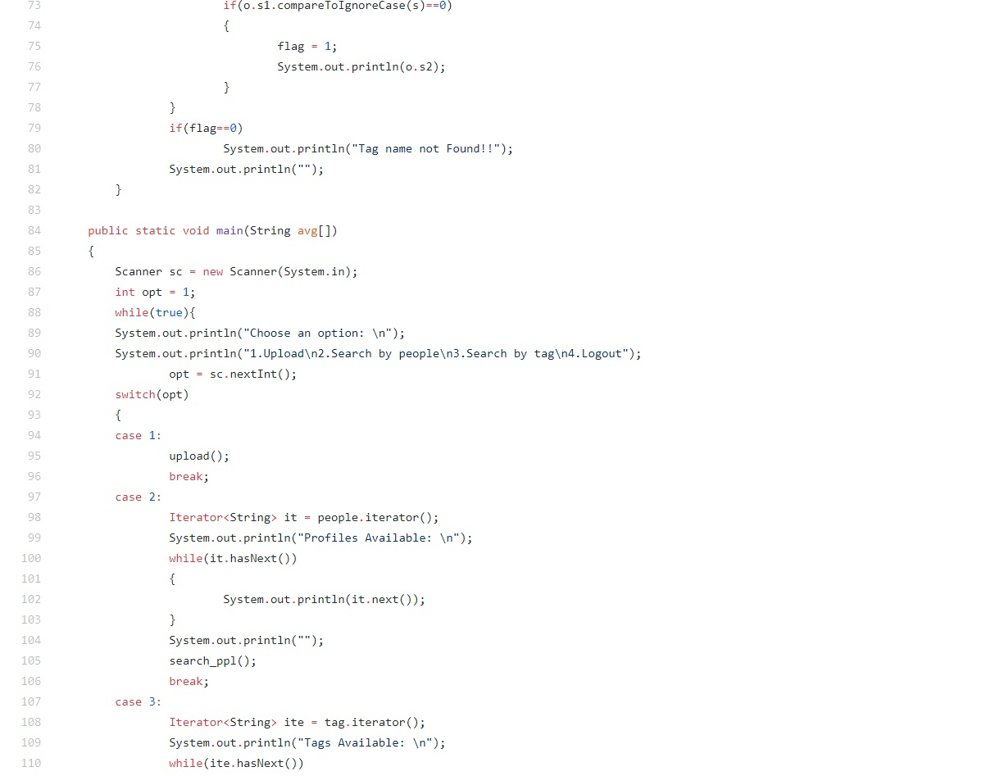 73 if(o.s1.compareToIgnoreCase(s)==0)
74 {
75 flag = 1;
76 System.out.println(o.s2);
77 }
78 }
79 if(flag==0)
80 System.out.println("Tag name not Found!!");
81 System.out.println("");
82 }
83
84 public static void main(String avg[])
85 {
86 Scanner sc = new Scanner(System.in);
87 int opt = 1;
88 while(true){
89 System.out.println("Choose an option: \n");
90 System.out.println("1.Upload\n2.Search by people\n3.Search by tag\n4.Logout");
91 opt = sc.nextInt();
92 switch(opt)
93 {
94 case 1:
95 upload();
96 break;
97 case 2:
98 Iterator<String> it = people.iterator();
99 System.out.println("Profiles Available: \n");
100 while(it.hasNext())
101 {
102 System.out.println(it.next());
103 }
104 System.out.println("");
105 search_ppl();
106 break;
107 case 3:
108 Iterator<String> ite = tag.iterator();
109 System.out.println("Tags Available: \n");
110 while(ite.hasNext())